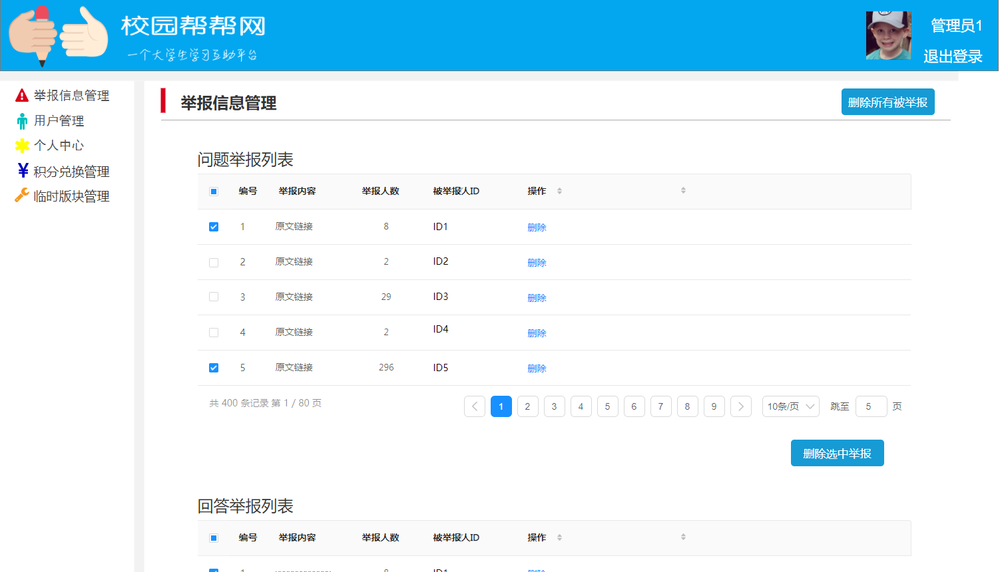 校园帮帮网
一个大学生学习互助平台
管理员1
退出登录
举报信息管理
用户管理
个人中心
¥ 积分兑换管理
临时版块管理
举报信息管理
删除所有被举报
问题举报列表
编号 举报内容 举报人数 被举报人ID 操作
1 原文链接 8 ID1 删除
2 原文链接 2 ID2 删除
3 原文链接 29 ID3 删除
4 原文链接 2 ID4 删除
5 原文链接 296 ID5 删除
共 400 条记录 第 1 / 80 页
1 2 3 4 5 6 7 8 9 10条/页 跳至 5 页
删除选中举报
回答举报列表
编号 举报内容 举报人数 被举报人ID 操作
1 8 ID1 删除